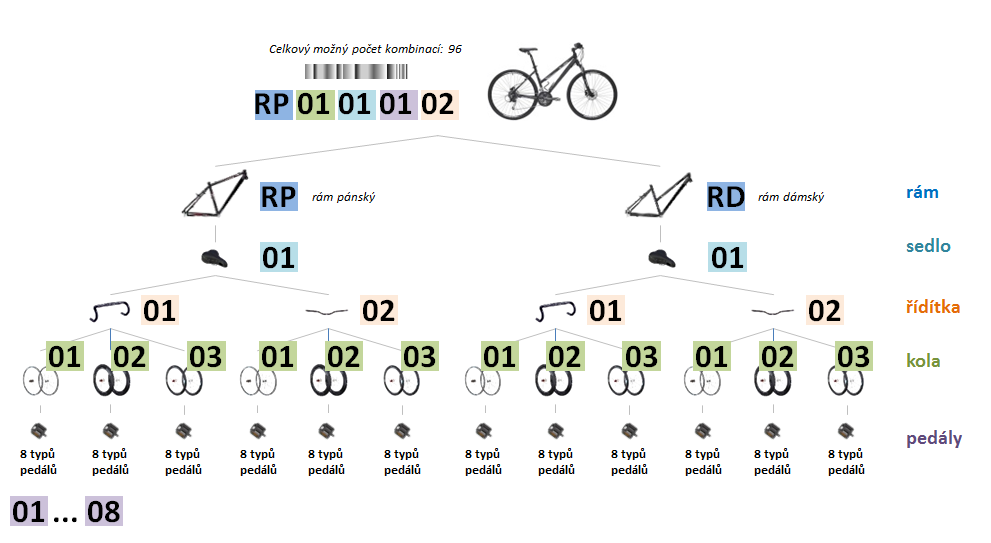 Celkový možný počet kombinací: 96
RP 01 01 01 02
RP rám pánský RD rám dámský rám
01 01 sedlo
01 02 01 02 řídítka
01 02 03 01 02 03 01 02 03 01 02 03 kola
pedály
8 typů 8 typů 8 typů 8 typů 8 typů 8 typů 8 typů 8 typů 8 typů 8 typů 8 typů 8 typů
pedálů pedálů pedálů pedálů pedálů pedálů pedálů pedálů pedálů pedálů pedálů pedálů
01 ... 08